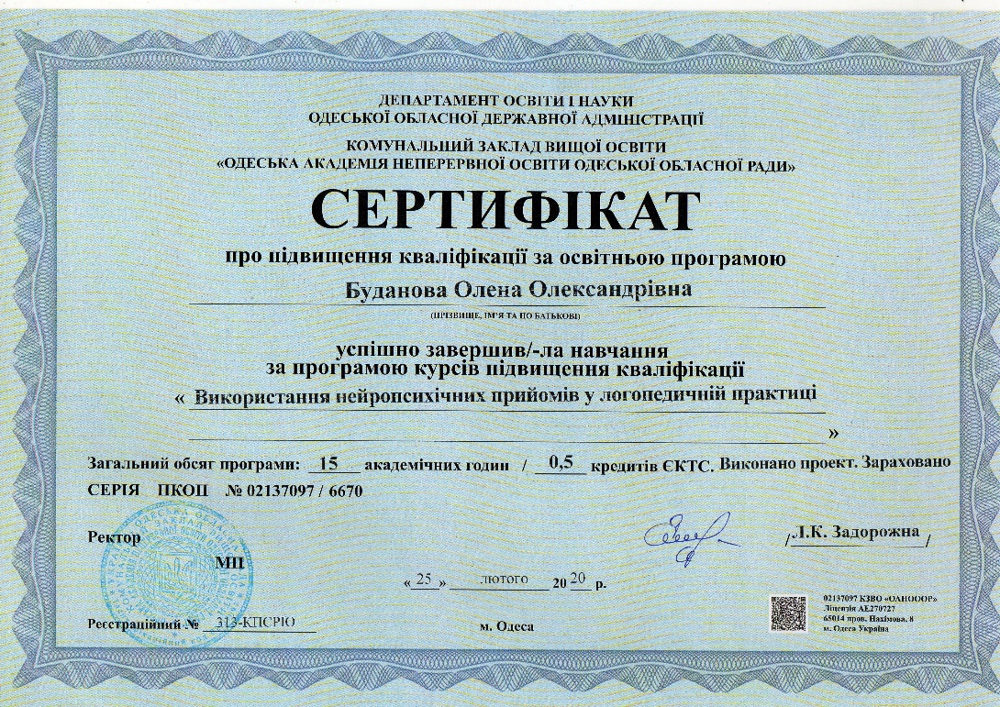 ДЕПАРТАМЕНТ ОСВІТИ І НАУКИ
ОДЕСЬКОЇ ОБЛАСНОЇ ДЕРЖАВНОЇ АДМІНІСТРАЦІЇ
КОМУНАЛЬНИЙ ЗАКЛАД ВИЩОЇ ОСВІТИ
«ОДЕСЬКА АКАДЕМІЯ НЕПЕРЕРВНОЇ ОСВІТИ ОДЕСЬКОЇ ОБЛАСНОЇ РАДИ»
СЕРТИФІКАТ
про підвищення кваліфікації за освітньою програмою
Буданова Олена Олександрівна
(ПРІЗВИЩЕ, ІМ'Я ТА ПО БАТЬКОВІ)
успішно завершив/-ла навчання
за програмою курсів підвищення кваліфікації
« Використання нейропсихічних прийомів у логопедичній практиці
»
Загальний обсяг програми: 15 академічних годин / 0,5 кредитів ЄКТС. Виконано проект. Зараховано
СЕРІЯ ПКОП № 02137097 / 6670
Ректор
/Л.К. Задорожна /
МП
«25» лютого 2020 р.
Реєстраційний № 313-КПСРЮ
м. Одеса
02137097 КЗВО «ОАНОООР»
Ліцензія АЕ270727
65014 пров. Нахімова, 8
м. Одеса Україна